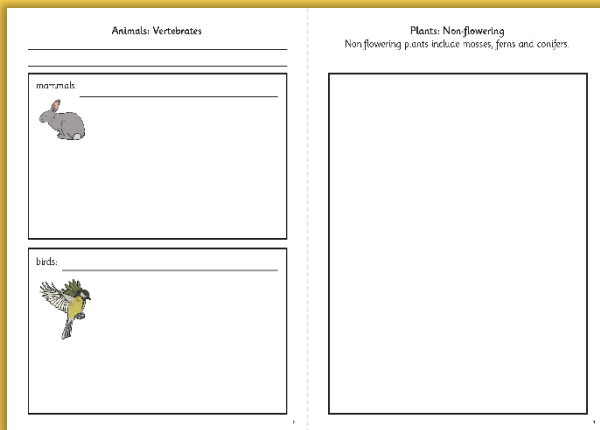 Animals: Vertebrates
mammals:
birds:
Plants: Non-flowering
Non-flowering plants include mosses, ferns and conifers.